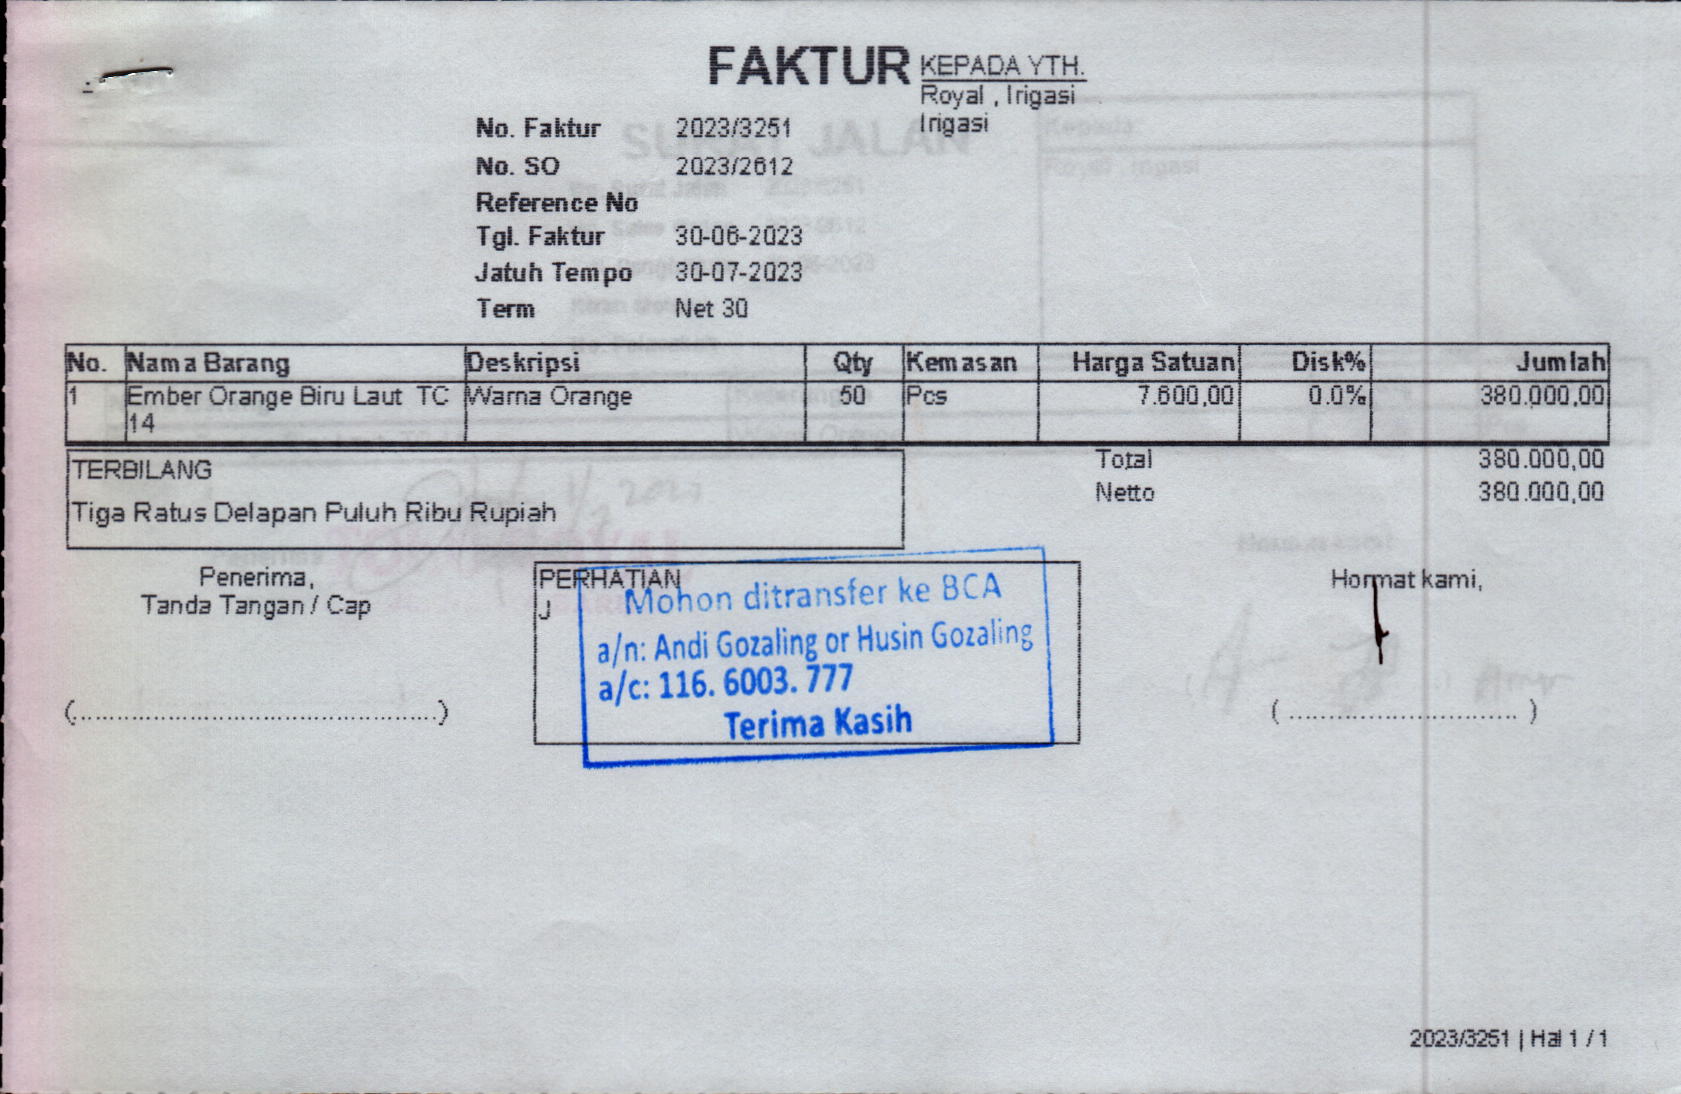 FAKTUR
KEPADA YTH.
Royal , Irigasi
Irigasi
No. Faktur 2023/3251
No. SO 2023/2612
Reference No
Tgl. Faktur 30-06-2023
Jatuh Tempo 30-07-2023
Term Net 30
No. Nama Barang Deskripsi Qty Kemasan Harga Satuan Disk% Jumlah
1 Ember Orange Biru Laut TC Warna Orange 50 Pcs 7.600,00 0.0% 380.000,00
14
TERBILANG
Tiga Ratus Delapan Puluh Ribu Rupiah
Total 380.000,00
Netto 380.000,00
Penerima,
Tanda Tangan / Cap
(............................................)
PERHATIAN
J
Mohon ditransfer ke BCA
a/n: Andi Gozaling or Husin Gozaling
a/c: 116. 6003. 777
Terima Kasih
Hormat kami,
( ............................ )
2023/3251 | Hal 1 / 1
SURAT JALAN
Kepada
Royal , Irigasi